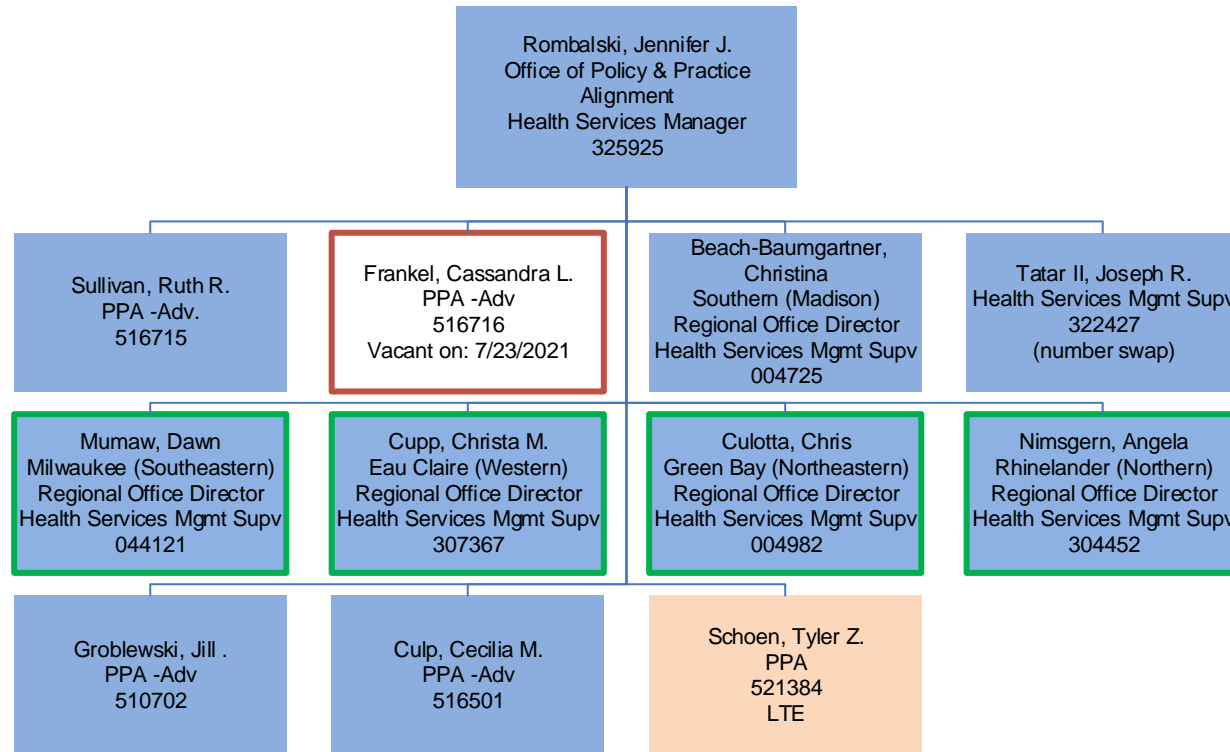 Rombalski, Jennifer J.
Office of Policy & Practice
Alignment
Health Services Manager
325925
Sullivan, Ruth R.
PPA -Adv.
516715
Frankel, Cassandra L.
PPA -Adv
516716
Vacant on: 7/23/2021
Beach-Baumgartner,
Christina
Southern (Madison)
Regional Office Director
Health Services Mgmt Supv
004725
Tatar II, Joseph R.
Health Services Mgmt Supv
322427
(number swap)
Mumaw, Dawn
Milwaukee (Southeastern)
Regional Office Director
Health Services Mgmt Supv
044121
Cupp, Christa M.
Eau Claire (Western)
Regional Office Director
Health Services Mgmt Supv
307367
Culotta, Chris
Green Bay (Northeastern)
Regional Office Director
Health Services Mgmt Supv
004982
Nimsgern, Angela
Rhinelander (Northern)
Regional Office Director
Health Services Mgmt Supv
304452
Groblewski, Jill .
PPA -Adv
510702
Culp, Cecilia M.
PPA -Adv
516501
Schoen, Tyler Z.
PPA
521384
LTE